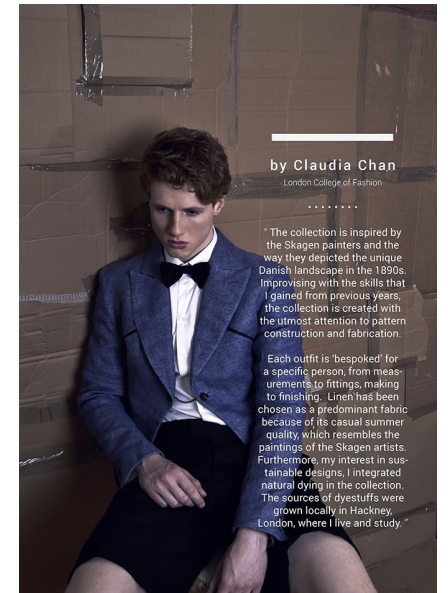 by Claudia Chan
London College of Fashion
" The collection is inspired by
the Skagen painters and the
way they depicted the unique
Danish landscape in the 1890s.
Improvising with the skills that
I gained from previous years,
the collection is created with
the utmost attention to pattern
construction and fabrication.
Each outfit is ‘bespoked’ for
a specific person, from meas-
urements to fittings, making
to finishing. Linen has been
chosen as a predominant fabric
because of its casual summer
quality, which resembles the
paintings of the Skagen artists.
Furthermore, my interest in sus-
tainable designs, I integrated
natural dying in the collection.
The sources of dyestuffs were
grown locally in Hackney,
London, where I live and study. "